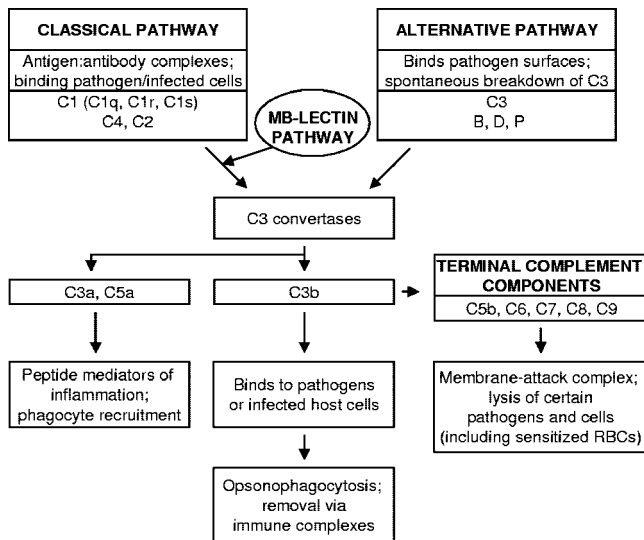 CLASSICAL PATHWAY
Antigen:antibody complexes;
binding pathogen/infected cells
C1 (C1q, C1r, C1s)
C4, C2
MB-LECTIN
PATHWAY
ALTERNATIVE PATHWAY
Binds pathogen surfaces;
spontaneous breakdown of C3
C3
B, D, P
C3 convertases
C3a, C5a
C3b
TERMINAL COMPLEMENT
COMPONENTS
C5b, C6, C7, C8, C9
Peptide mediators of
inflammation;
phagocyte recruitment
Binds to pathogens
or infected host cells
Membrane-attack complex;
lysis of certain
pathogens and cells
(including sensitized RBCs)
Opsonophagocytosis;
removal via
immune complexes